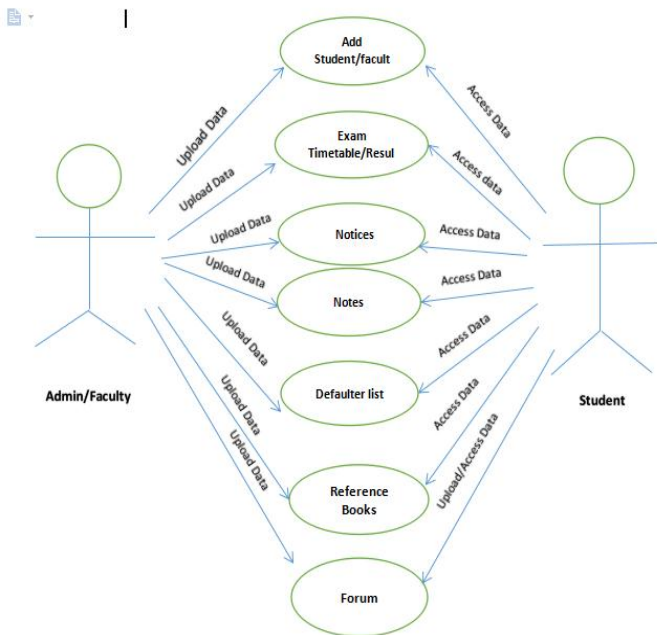 Add
Student/facult
Upload Data
Access Data
Exam
Timetable/Resul
Upload Data
Access data
Notices
Upload Data
Access Data
Notes
Upload Data
Access Data
Defaulter list
Upload Data
Access Data
Admin/Faculty
Student
Upload Data
Access Data
Reference
Books
Upload Data
Upload/Access Data
Forum